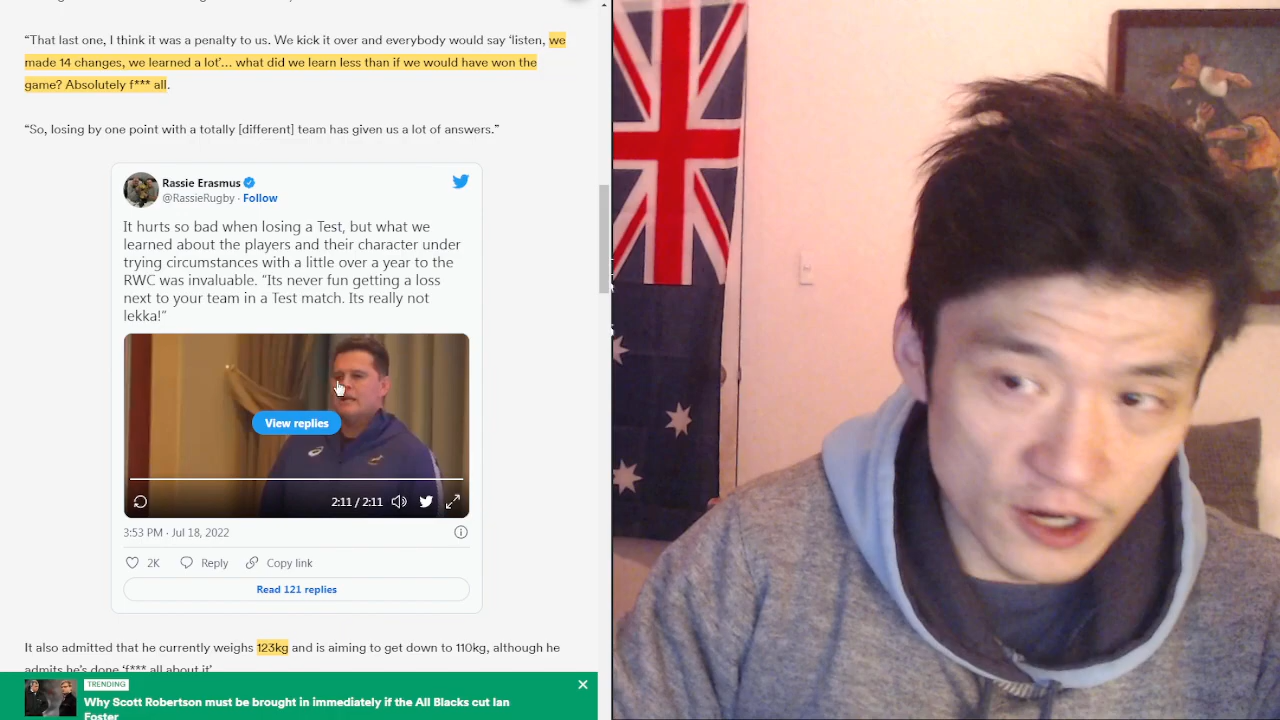 “That last one, I think it was a penalty to us. We kick it over and everybody would say ‘listen, we
made 14 changes, we learned a lot’... what did we learn less than if we would have won the
game? Absolutely f*** all.
“So, losing by one point with a totally [different] team has given us a lot of answers.”
Rassie Erasmus
@RassieRugby · Follow
It hurts so bad when losing a Test, but what we
learned about the players and their character under
trying circumstances with a little over a year to the
RWC was invaluable. “Its never fun getting a loss
next to your team in a Test match. Its really not
lekka!”
View replies
2:11 / 2:11
3:53 PM · Jul 18, 2022
2K Reply Copy link
Read 121 replies
It also admitted that he currently weighs 123kg and is aiming to get down to 110kg, although he
admits he’s done ‘f*** all about it’
TRENDING
Why Scott Robertson must be brought in immediately if the All Blacks cut Ian
Foster